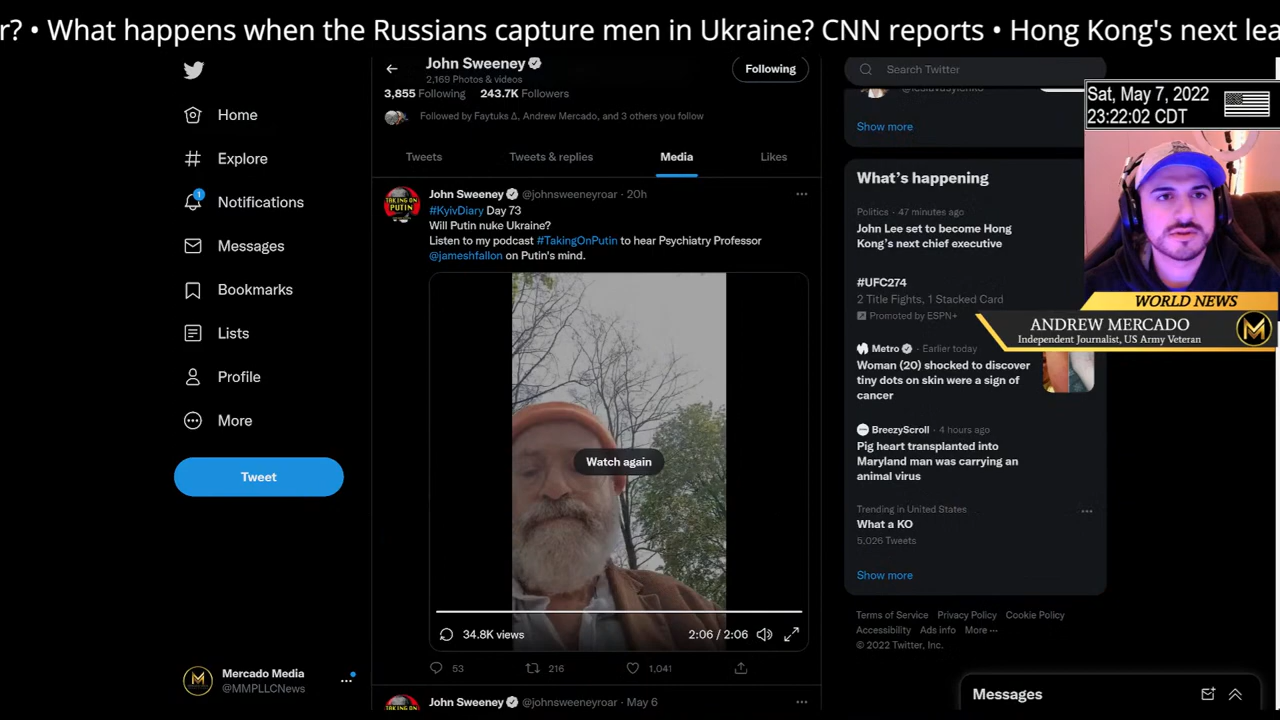 r? • What happens when the Russians capture men in Ukraine? CNN reports • Hong Kong's next lea
Home
Explore
1
Notifications
Messages
Bookmarks
Lists
Profile
More
Tweet
Mercado Media
@MMPLLCNews
John Sweeney
2,169 Photos & videos
Following
3,855 Following 243.7K Followers
Followed by Faytuks Δ, Andrew Mercado, and 3 others you follow
Tweets
Tweets & replies
Media
Likes
John Sweeney @johnsweeneyroar · 20h
#KyivDiary Day 73
Will Putin nuke Ukraine?
Listen to my podcast #TakingOnPutin to hear Psychiatry Professor
@jameshfallon on Putin's mind.
TAKING ON
PUTIN
Watch again
34.8K views
2:06 / 2:06
53
216
1,041
John Sweeney @johnsweeneyroar · May 6
Search Twitter
Show more
What's happening
Politics · 47 minutes ago
John Lee set to become Hong
Kong's next chief executive
#UFC274
2 Title Fights, 1 Stacked Card
Promoted by ESPN+
Metro · Earlier today
Woman (20) shocked to discover
tiny dots on skin were a sign of
cancer
BreezyScroll · 4 hours ago
Pig heart transplanted into
Maryland man was carrying an
animal virus
Trending in United States
What a KO
5,026 Tweets
Show more
Terms of Service Privacy Policy Cookie Policy
Accessibility Ads info More ···
© 2022 Twitter, Inc.
Messages
Sat, May 7, 2022
23:22:02 CDT
WORLD NEWS
ANDREW MERCADO
Independent Journalist, US Army Veteran
M